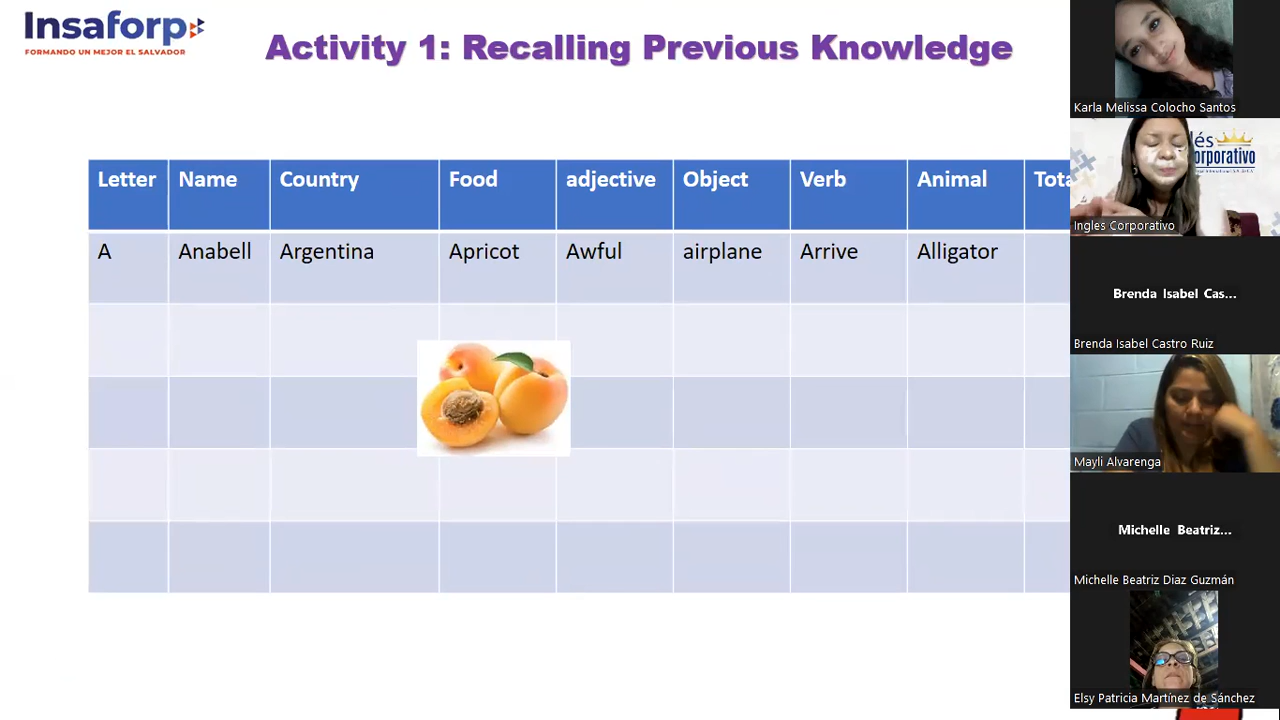 Insaforp
FORMANDO UN MEJOR EL SALVADOR
Activity 1: Recalling Previous Knowledge
Letter Name Country Food adjective Object Verb Animal Tota
A Anabell Argentina Apricot Awful airplane Arrive Alligator
Karla Melissa Colocho Santos
lés
orporativo
Ingles Corporativo
Brenda Isabel Cas...
Brenda Isabel Castro Ruiz
Mayli Alvarenga
Michelle Beatriz...
Michelle Beatriz Diaz Guzmán
Elsy Patricia Martínez de Sánchez